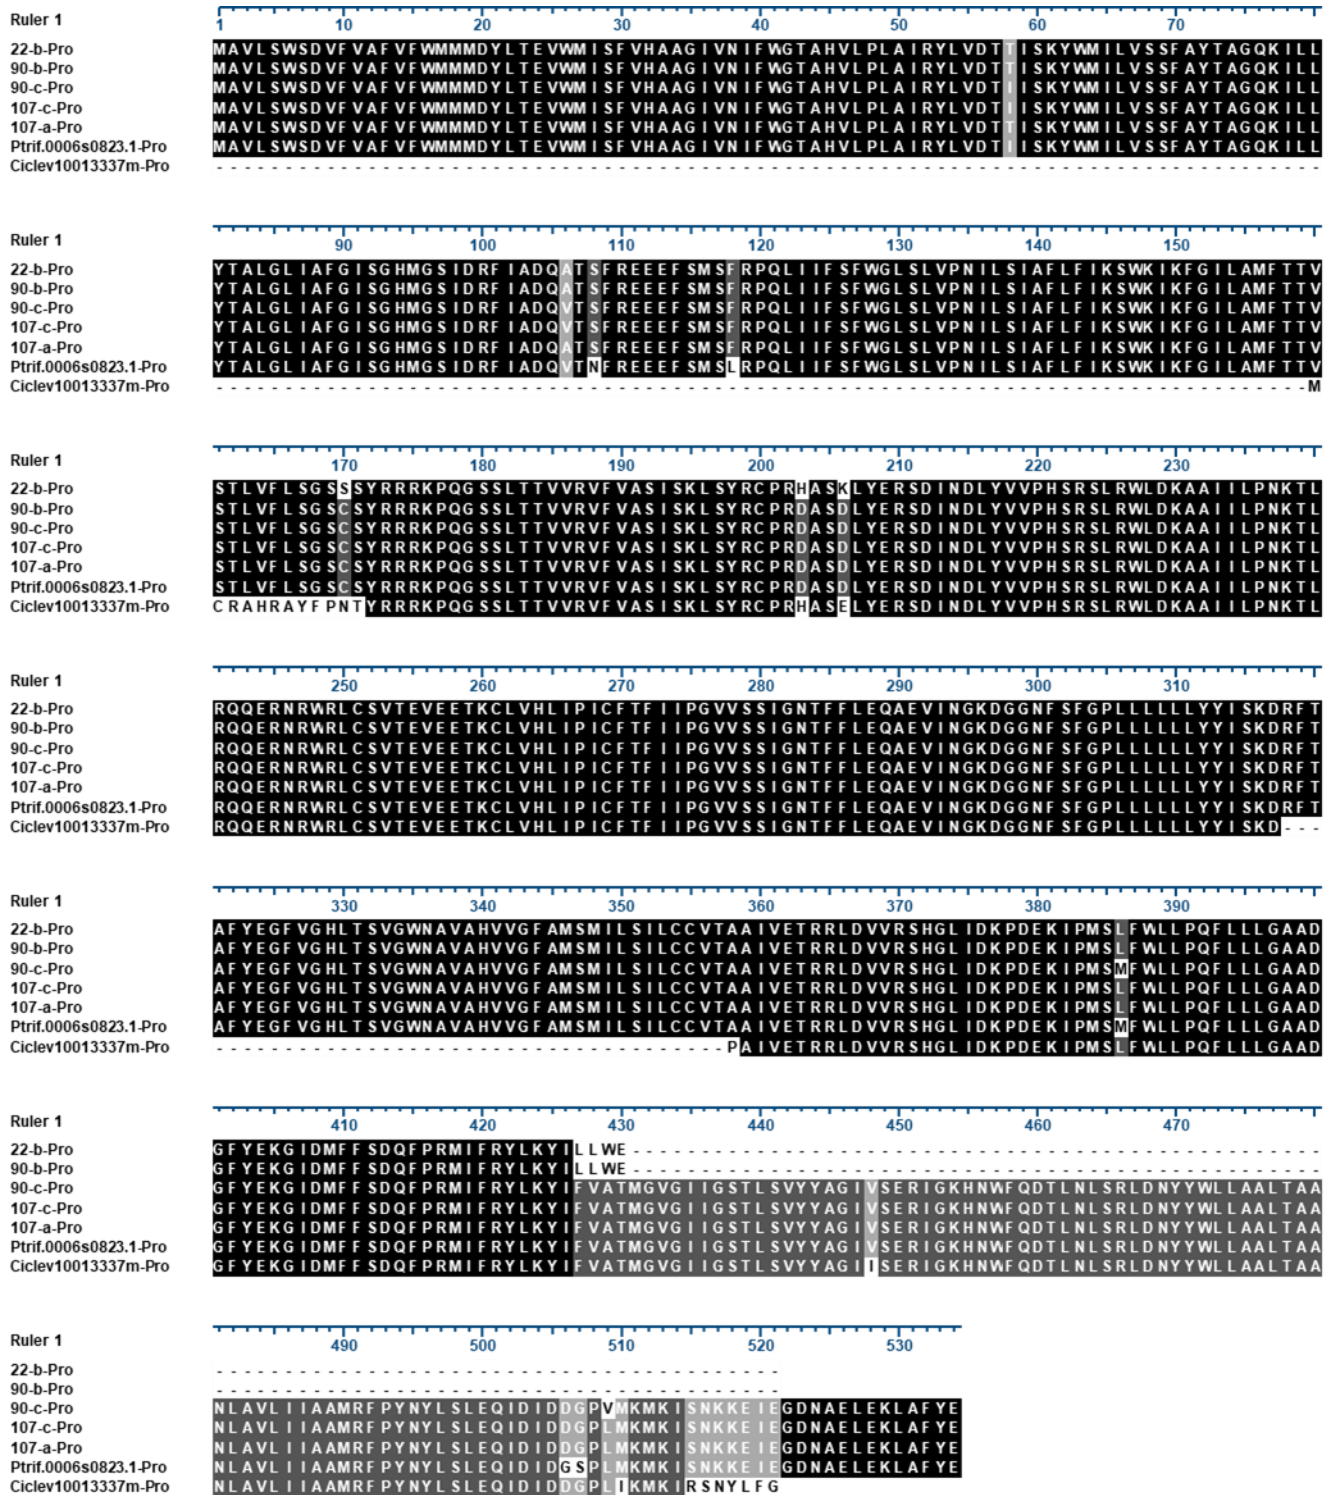 Ruler 1
1 10 20 30 40 50 60 70
22-b-Pro MAVLSWSDVFVAFVFWMMMDYLTEVWMISFVHAAGIVNIFWGTAHVLPLAIRYLVDTTISKYWMILVSSFAYTAGQKILL
90-b-Pro MAVLSWSDVFVAFVFWMMMDYLTEVWMISFVHAAGIVNIFWGTAHVLPLAIRYLVDTTISKYWMILVSSFAYTAGQKILL
90-c-Pro MAVLSWSDVFVAFVFWMMMDYLTEVWMISFVHAAGIVNIFWGTAHVLPLAIRYLVDTIISKYWMILVSSFAYTAGQKILL
107-c-Pro MAVLSWSDVFVAFVFWMMMDYLTEVWMISFVHAAGIVNIFWGTAHVLPLAIRYLVDTIISKYWMILVSSFAYTAGQKILL
107-a-Pro MAVLSWSDVFVAFVFWMMMDYLTEVWMISFVHAAGIVNIFWGTAHVLPLAIRYLVDTTISKYWMILVSSFAYTAGQKILL
Ptrif.0006s0823.1-Pro MAVLSWSDVFVAFVFWMMMDYLTEVWMISFVHAAGIVNIFWGTAHVLPLAIRYLVDTIISKYWMILVSSFAYTAGQKILL
Ciclev10013337m-Pro --------------------------------------------------------------------------------
Ruler 1
90 100 110 120 130 140 150
22-b-Pro YTALGLIAFGISGHMGSIDRFIADQATSFREEEFSMSFRPQLIIFSFWGLSLVPNILSIAFLFIKSWKIKFGILAMFTTV
90-b-Pro YTALGLIAFGISGHMGSIDRFIADQATSFREEEFSMSFRPQLIIFSFWGLSLVPNILSIAFLFIKSWKIKFGILAMFTTV
90-c-Pro YTALGLIAFGISGHMGSIDRFIADQVTSFREEEFSMSFRPQLIIFSFWGLSLVPNILSIAFLFIKSWKIKFGILAMFTTV
107-c-Pro YTALGLIAFGISGHMGSIDRFIADQVTSFREEEFSMSFRPQLIIFSFWGLSLVPNILSIAFLFIKSWKIKFGILAMFTTV
107-a-Pro YTALGLIAFGISGHMGSIDRFIADQATSFREEEFSMSFRPQLIIFSFWGLSLVPNILSIAFLFIKSWKIKFGILAMFTTV
Ptrif.0006s0823.1-Pro YTALGLIAFGISGHMGSIDRFIADQVTNFREEEFSMSLRPQLIIFSFWGLSLVPNILSIAFLFIKSWKIKFGILAMFTTV
Ciclev10013337m-Pro -------------------------------------------------------------------------------M
Ruler 1
170 180 190 200 210 220 230
22-b-Pro STLVFLSGSSSYRRRKPQGSSLTTVVRVFVASISKLSYRCPRHASKLYERSDINDLYVVPHSRSLRWLDKAAIILPNKTL
90-b-Pro STLVFLSGSCSYRRRKPQGSSLTTVVRVFVASISKLSYRCPRDASDLYERSDINDLYVVPHSRSLRWLDKAAIILPNKTL
90-c-Pro STLVFLSGSCSYRRRKPQGSSLTTVVRVFVASISKLSYRCPRDASDLYERSDINDLYVVPHSRSLRWLDKAAIILPNKTL
107-c-Pro STLVFLSGSCSYRRRKPQGSSLTTVVRVFVASISKLSYRCPRDASDLYERSDINDLYVVPHSRSLRWLDKAAIILPNKTL
107-a-Pro STLVFLSGSCSYRRRKPQGSSLTTVVRVFVASISKLSYRCPRDASDLYERSDINDLYVVPHSRSLRWLDKAAIILPNKTL
Ptrif.0006s0823.1-Pro STLVFLSGSCSYRRRKPQGSSLTTVVRVFVASISKLSYRCPRDASDLYERSDINDLYVVPHSRSLRWLDKAAIILPNKTL
Ciclev10013337m-Pro CRAHRAYFPNTYRRRKPQGSSLTTVVRVFVASISKLSYRCPRHASELYERSDINDLYVVPHSRSLRWLDKAAIILPNKTL
Ruler 1
250 260 270 280 290 300 310
22-b-Pro RQQERNRWRLCSVTEVEETKCLVHLIPICFTFIIPGVVSSIGNTFFLEQAEVINGKDGGNFSFGPLLLLLLYYISKDRFT
90-b-Pro RQQERNRWRLCSVTEVEETKCLVHLIPICFTFIIPGVVSSIGNTFFLEQAEVINGKDGGNFSFGPLLLLLLYYISKDRFT
90-c-Pro RQQERNRWRLCSVTEVEETKCLVHLIPICFTFIIPGVVSSIGNTFFLEQAEVINGKDGGNFSFGPLLLLLLYYISKDRFT
107-c-Pro RQQERNRWRLCSVTEVEETKCLVHLIPICFTFIIPGVVSSIGNTFFLEQAEVINGKDGGNFSFGPLLLLLLYYISKDRFT
107-a-Pro RQQERNRWRLCSVTEVEETKCLVHLIPICFTFIIPGVVSSIGNTFFLEQAEVINGKDGGNFSFGPLLLLLLYYISKDRFT
Ptrif.0006s0823.1-Pro RQQERNRWRLCSVTEVEETKCLVHLIPICFTFIIPGVVSSIGNTFFLEQAEVINGKDGGNFSFGPLLLLLLYYISKDRFT
Ciclev10013337m-Pro RQQERNRWRLCSVTEVEETKCLVHLIPICFTFIIPGVVSSIGNTFFLEQAEVINGKDGGNFSFGPLLLLLLYYISKD---
Ruler 1
330 340 350 360 370 380 390
22-b-Pro AFYEGFVGHLTSVGWNAVAHVVGFAMSMILSILCCVTAAIVETRRLDVVRSHGLIDKPDEKIPMSLFWLLPQFLLLGAAD
90-b-Pro AFYEGFVGHLTSVGWNAVAHVVGFAMSMILSILCCVTAAIVETRRLDVVRSHGLIDKPDEKIPMSLFWLLPQFLLLGAAD
90-c-Pro AFYEGFVGHLTSVGWNAVAHVVGFAMSMILSILCCVTAAIVETRRLDVVRSHGLIDKPDEKIPMSMFWLLPQFLLLGAAD
107-c-Pro AFYEGFVGHLTSVGWNAVAHVVGFAMSMILSILCCVTAAIVETRRLDVVRSHGLIDKPDEKIPMSLFWLLPQFLLLGAAD
107-a-Pro AFYEGFVGHLTSVGWNAVAHVVGFAMSMILSILCCVTAAIVETRRLDVVRSHGLIDKPDEKIPMSLFWLLPQFLLLGAAD
Ptrif.0006s0823.1-Pro AFYEGFVGHLTSVGWNAVAHVVGFAMSMILSILCCVTAAIVETRRLDVVRSHGLIDKPDEKIPMSMFWLLPQFLLLGAAD
Ciclev10013337m-Pro -------------------------------------PAIVETRRLDVVRSHGLIDKPDEKIPMSLFWLLPQFLLLGAAD
Ruler 1
410 420 430 440 450 460 470
22-b-Pro GFYEKGIDMFFSDQFPRMIFRYLKYILLWE--------------------------------------------------
90-b-Pro GFYEKGIDMFFSDQFPRMIFRYLKYILLWE--------------------------------------------------
90-c-Pro GFYEKGIDMFFSDQFPRMIFRYLKYIFVATMGVGIIGSTLSVYYAGIVSERIGKHNWFQDTLNLSRLDNYYWLLAALTAA
107-c-Pro GFYEKGIDMFFSDQFPRMIFRYLKYIFVATMGVGIIGSTLSVYYAGIVSERIGKHNWFQDTLNLSRLDNYYWLLAALTAA
107-a-Pro GFYEKGIDMFFSDQFPRMIFRYLKYIFVATMGVGIIGSTLSVYYAGIVSERIGKHNWFQDTLNLSRLDNYYWLLAALTAA
Ptrif.0006s0823.1-Pro GFYEKGIDMFFSDQFPRMIFRYLKYIFVATMGVGIIGSTLSVYYAGIVSERIGKHNWFQDTLNLSRLDNYYWLLAALTAA
Ciclev10013337m-Pro GFYEKGIDMFFSDQFPRMIFRYLKYIFVATMGVGIIGSTLSVYYAGIISERIGKHNWFQDTLNLSRLDNYYWLLAALTAA
Ruler 1
490 500 510 520 530
22-b-Pro -----------------------------------------
90-b-Pro -----------------------------------------
90-c-Pro NLAVLIIAAMRFPYNYLSLEQIDIDDGPVMKMKISNKKEIEGDNAELEKLAFYE
107-c-Pro NLAVLIIAAMRFPYNYLSLEQIDIDDGPLMKMKISNKKEIEGDNAELEKLAFYE
107-a-Pro NLAVLIIAAMRFPYNYLSLEQIDIDDGPLMKMKISNKKEIEGDNAELEKLAFYE
Ptrif.0006s0823.1-Pro NLAVLIIAAMRFPYNYLSLEQIDIDGSPLMKMKISNKKEIEGDNAELEKLAFYE
Ciclev10013337m-Pro NLAVLIIAAMRFPYNYLSLEQIDIDDGPLIKMKIRSNYLFG